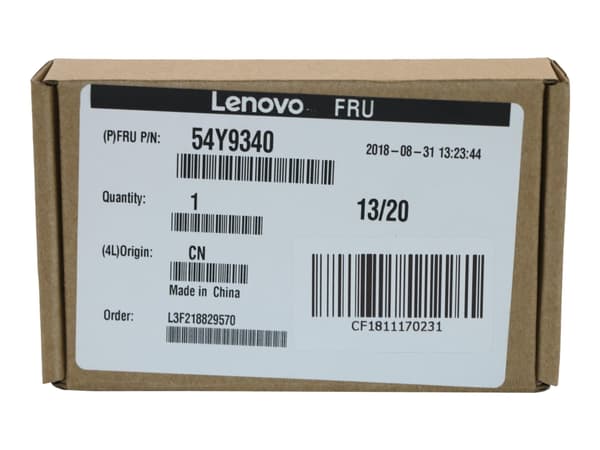 Lenovo FRU
(P)FRU P/N: 54Y9340
2018-08-31 13:23:44
Quantity: 1
13/20
(4L)Origin: CN
Made in China
CF1811170231
Order: L3F218829570